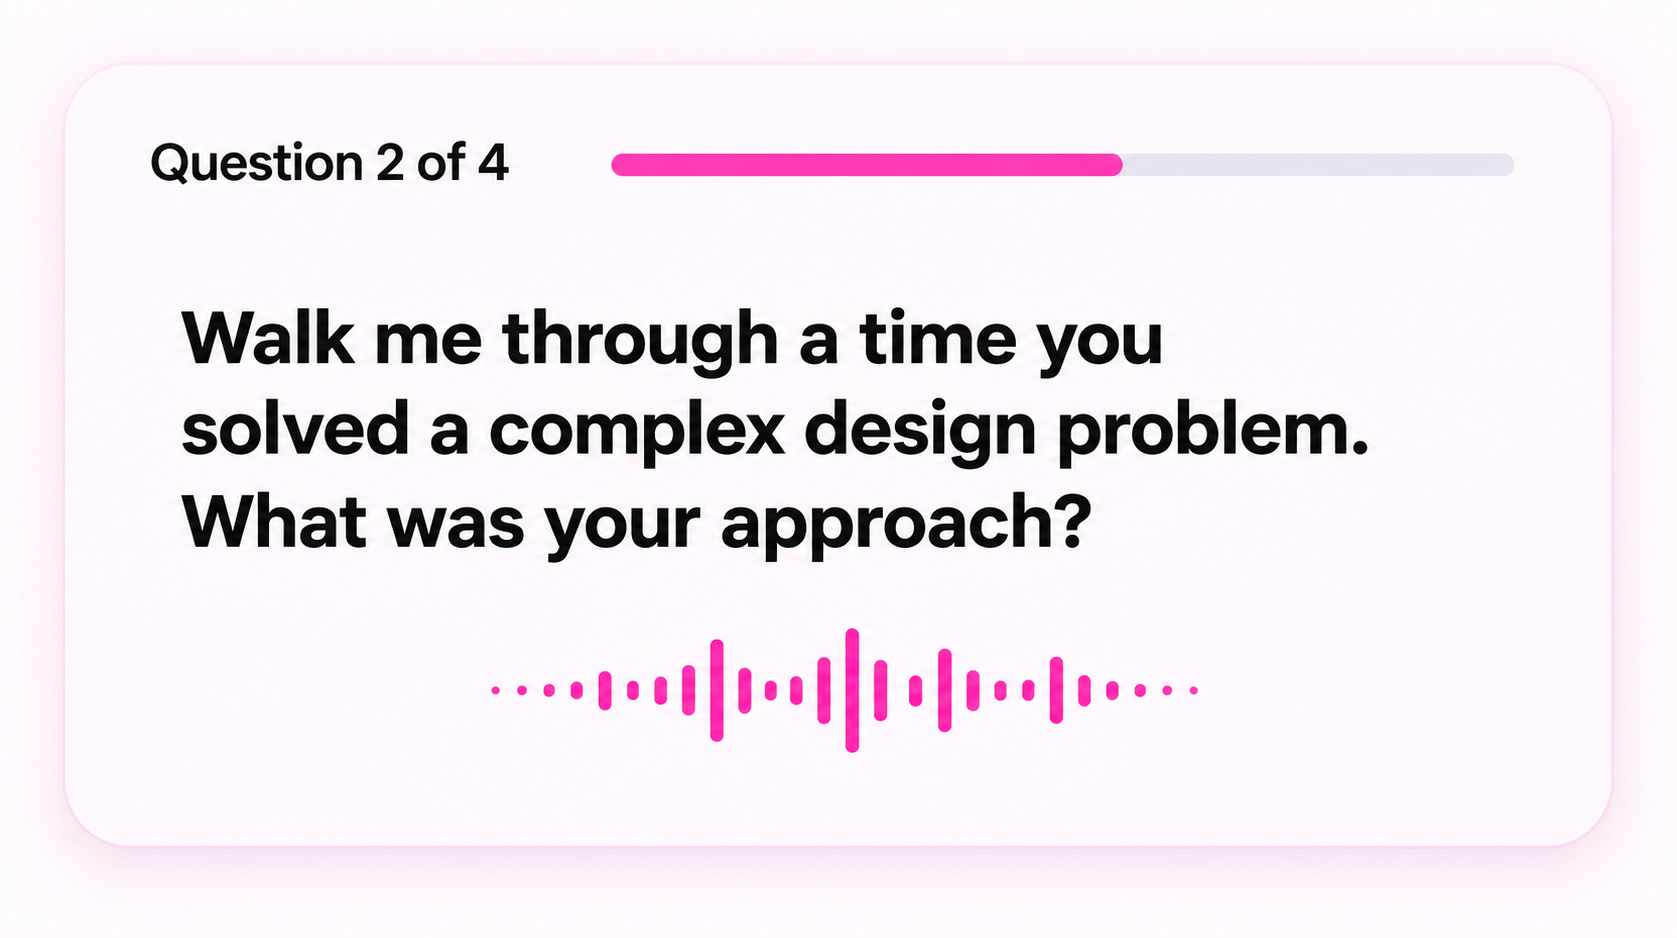 Question 2 of 4
Walk me through a time you
solved a complex design problem.
What was your approach?